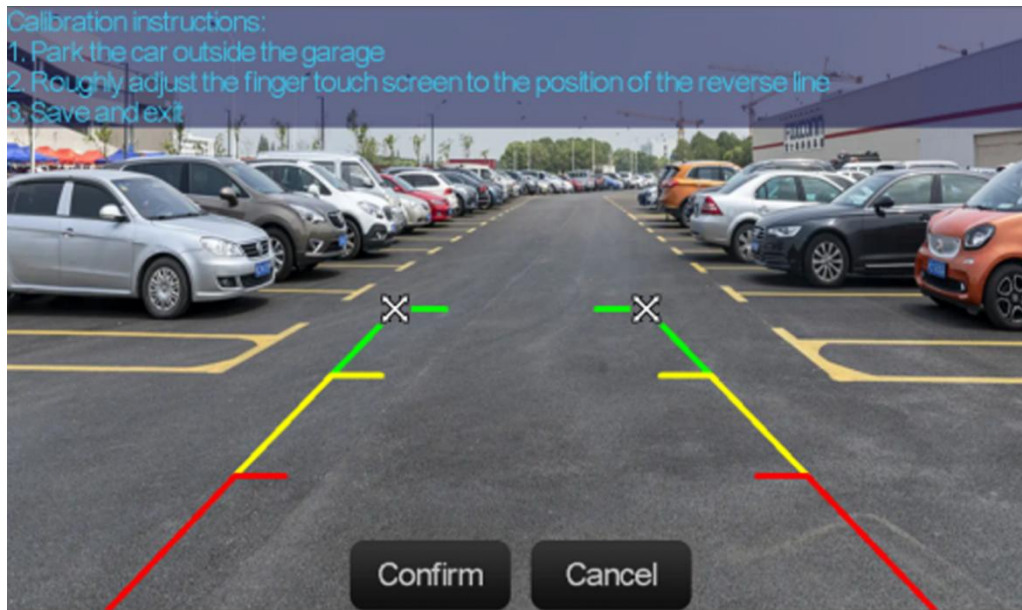 Calibration instructions:
1. Park the car outside the garage
2. Roughly adjust the finger touch screen to the position of the reverse line
3. Save and exit
Confirm
Cancel